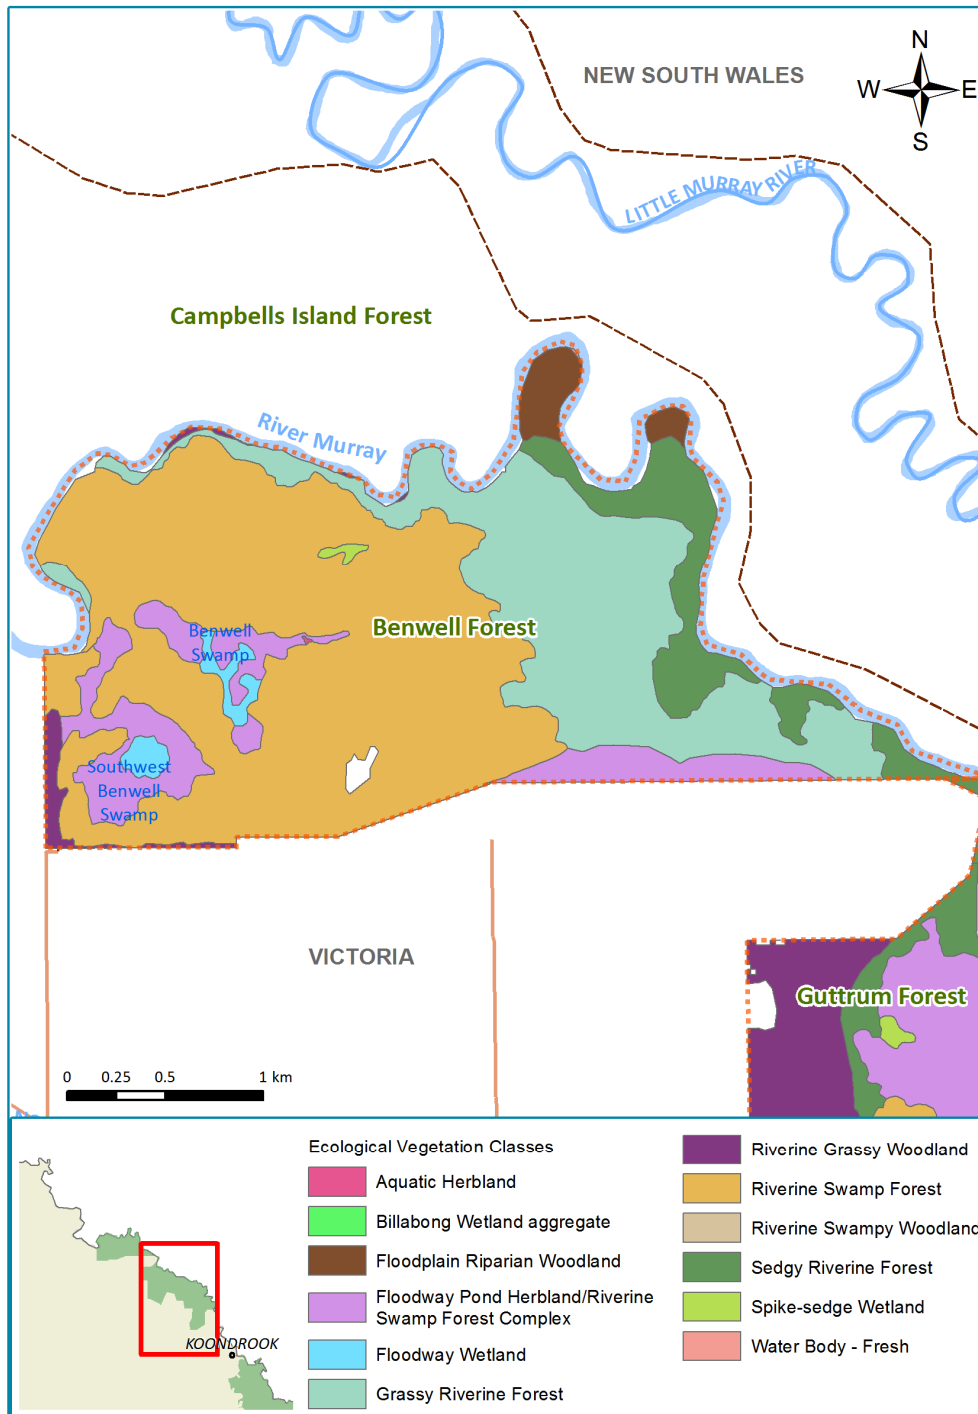 N
NEW SOUTH WALES
W
E
S
LITTLE MURRAY RIVER
Campbells Island Forest
River Murray
Benwell Forest
Benwell
Swamp
Southwest
Benwell
Swamp
VICTORIA
Guttrum Forest
0 0.25 0.5 1 km
Ecological Vegetation Classes
Aquatic Herbland
Billabong Wetland aggregate
Floodplain Riparian Woodland
Floodway Pond Herbland/Riverine
Swamp Forest Complex
Floodway Wetland
Grassy Riverine Forest
Riverine Grassy Woodland
Riverine Swamp Forest
Riverine Swampy Woodland
Sedgy Riverine Forest
Spike-sedge Wetland
Water Body - Fresh
KOONDROOK